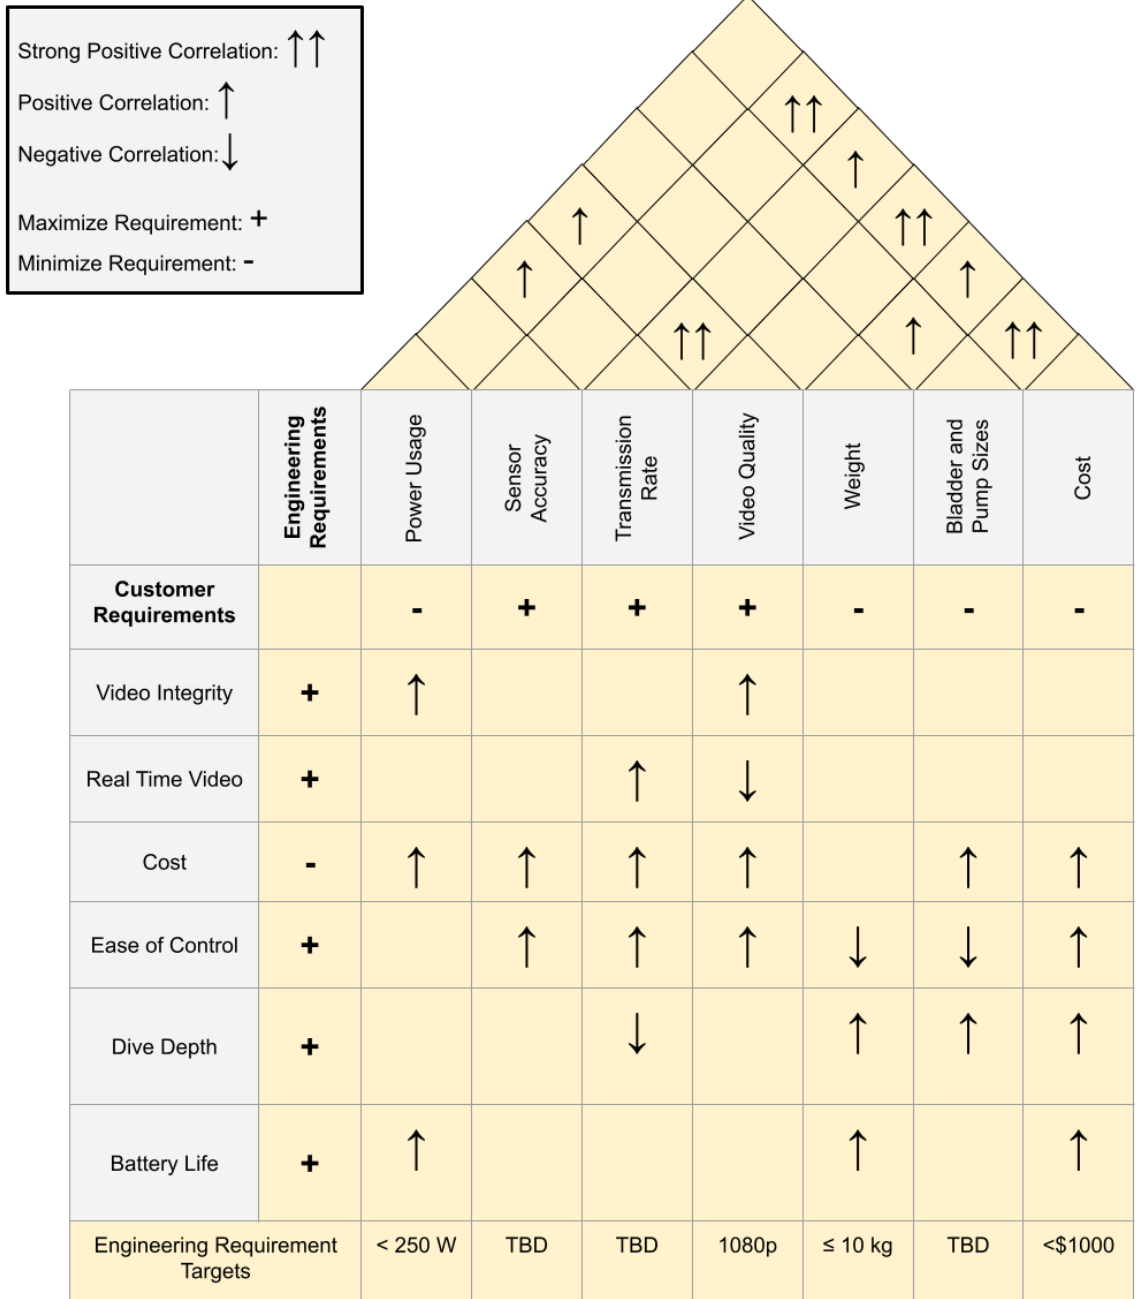 Strong Positive Correlation: ↑↑
Positive Correlation: ↑
Negative Correlation: ↓
Maximize Requirement: +
Minimize Requirement: -
↑↑
↑
↑ ↑↑
↑ ↑
↑↑ ↑ ↑↑
Engineering
Requirements
Power Usage
Sensor
Accuracy
Transmission
Rate
Video Quality
Weight
Bladder and
Pump Sizes
Cost
Customer
Requirements
- + + + - - -
Video Integrity + ↑ ↑
Real Time Video + ↑ ↓
Cost - ↑ ↑ ↑ ↑ ↑ ↑
Ease of Control + ↑ ↑ ↑ ↓ ↓ ↑
Dive Depth + ↓ ↑ ↑ ↑
Battery Life + ↑ ↑ ↑
Engineering Requirement
Targets
< 250 W TBD TBD 1080p ≤ 10 kg TBD <$1000